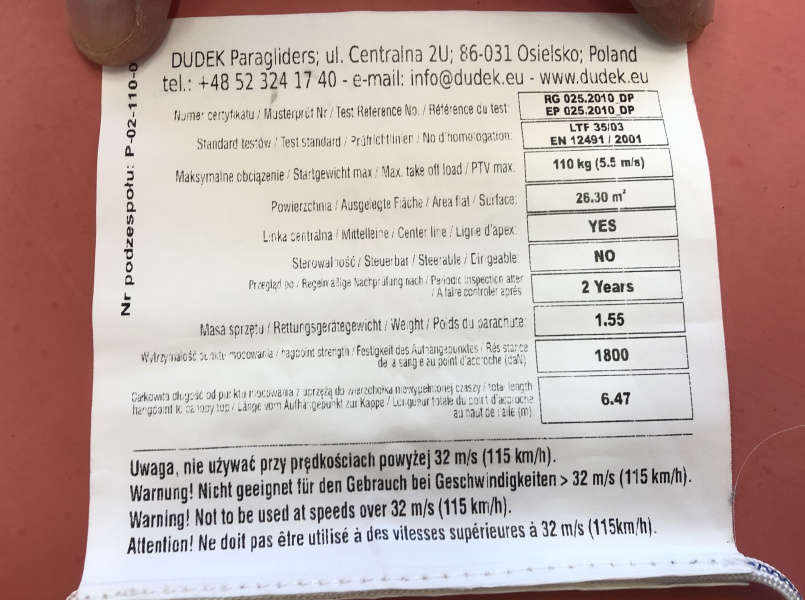 DUDEK Paragliders; ul. Centralna 2U; 86-031 Osielsko; Poland
tel.: +48 52 324 17 40 - e-mail: info@dudek.eu - www.dudek.eu
Nr podzespołu: P-02-110-0
Numer certyfikatu / Musterprüf Nr / Test Reference No. / Référence du test:
RG 025.2010_DP
EP 025.2010_DP
Standard testów / Test standard / Prüfrichtlinien / No d'homologation:
LTF 35/03
EN 12491 / 2001
Maksymalne obciążenie / Startgewicht max / Max. take off load / PTV max:
110 kg (5.5 m/s)
Powierzchnia / Ausgelegte Fläche / Area flat / Surface:
26.30 m²
Linka centralna / Mittelleine / Center line / Ligne d'apex:
YES
Sterowalność / Steuerbar / Steerable / Dirigeable:
NO
Przegląd po / Regelmäßige Nachprüfung nach / Periodic inspection after
/ A faire controler après:
2 Years
Masa sprzętu / Rettungsgerätegewicht / Weight / Poids du parachute:
1.55
Wytrzymałość punktu mocowania / hangpoint strength / Festigkeit des Aufhängepunktes / Résistance
de la sangle au point d'accroche (daN)
1800
Całkowita długość od punktu mocowania z uprzężą do wierzchołka niewypełnionej czaszy / total length
hangpoint to canopy top / Länge vom Aufhängepunkt zur Kappe / Longueur totale du point d'accroche
au haut de l'aile (m).
6.47
Uwaga, nie używać przy prędkościach powyżej 32 m/s (115 km/h).
Warnung! Nicht geeignet für den Gebrauch bei Geschwindigkeiten > 32 m/s (115 km/h).
Warning! Not to be used at speeds over 32 m/s (115 km/h).
Attention! Ne doit pas être utilisé à des vitesses supérieures à 32 m/s (115km/h).